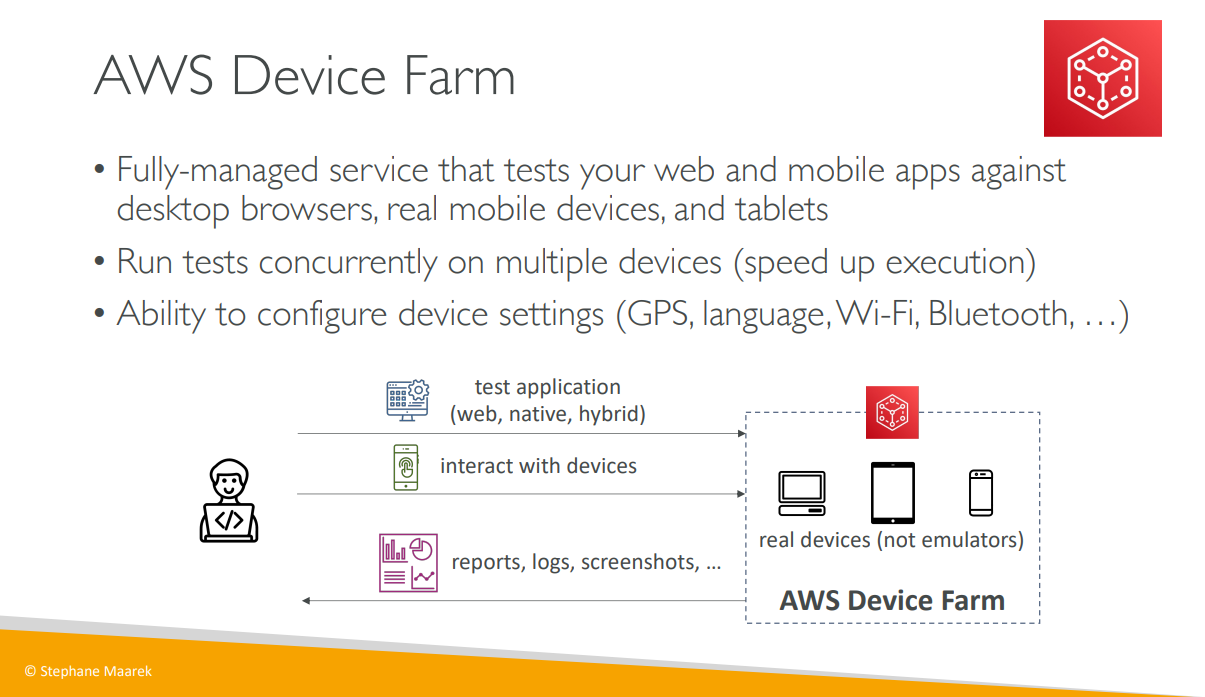 AWS Device Farm
• Fully-managed service that tests your web and mobile apps against
desktop browsers, real mobile devices, and tablets
• Run tests concurrently on multiple devices (speed up execution)
• Ability to configure device settings (GPS, language, Wi-Fi, Bluetooth, …)
test application
(web, native, hybrid)
interact with devices
reports, logs, screenshots, …
real devices (not emulators)
AWS Device Farm
© Stephane Maarek